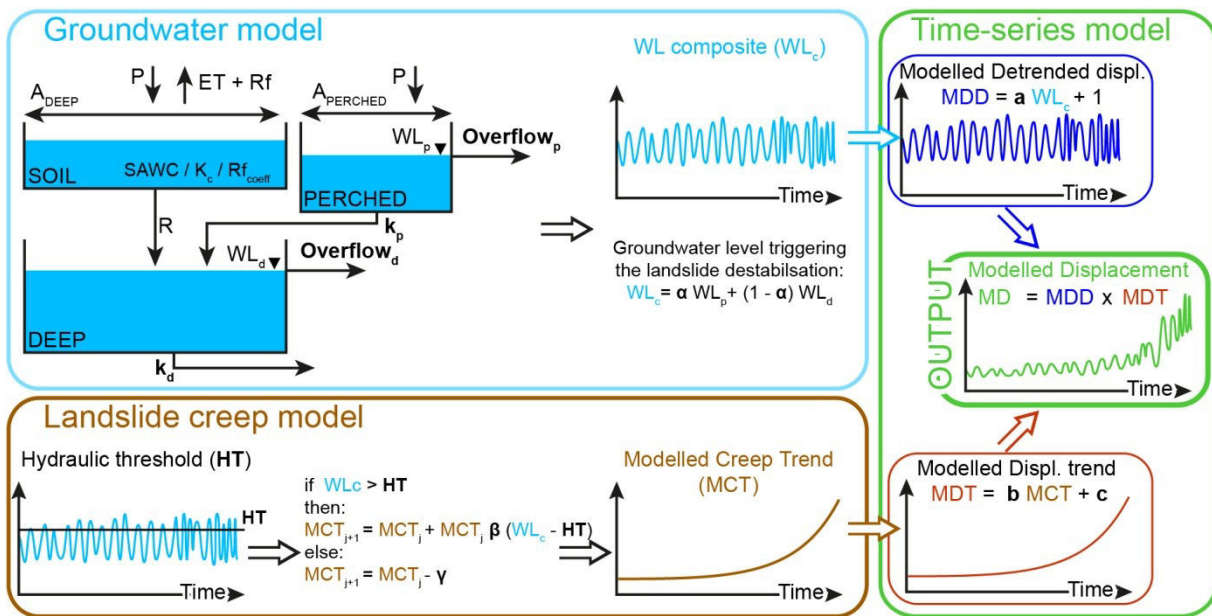 Groundwater model
P
ET + Rf
A_DEEP
SOIL
SAWC / K_c / Rf_coeff
P
A_PERCHED
WL_p
Overflow_p
PERCHED
k_p
R
WL_d
Overflow_d
DEEP
k_d
WL composite (WL_c)
Time
Groundwater level triggering
the landslide destabilsation:
WL_c = α WL_p + (1 - α) WL_d
Landslide creep model
Hydraulic threshold (HT)
HT
Time
if WLc > HT
then:
MCT_j+1 = MCT_j + MCT_j β (WL_c - HT)
else:
MCT_j+1 = MCT_j - γ
Modelled Creep Trend
(MCT)
Time
Time-series model
Modelled Detrended displ.
MDD = a WL_c + 1
Time
OUTPUT
Modelled Displacement
MD = MDD x MDT
Time
Modelled Displ. trend
MDT = b MCT + c
Time